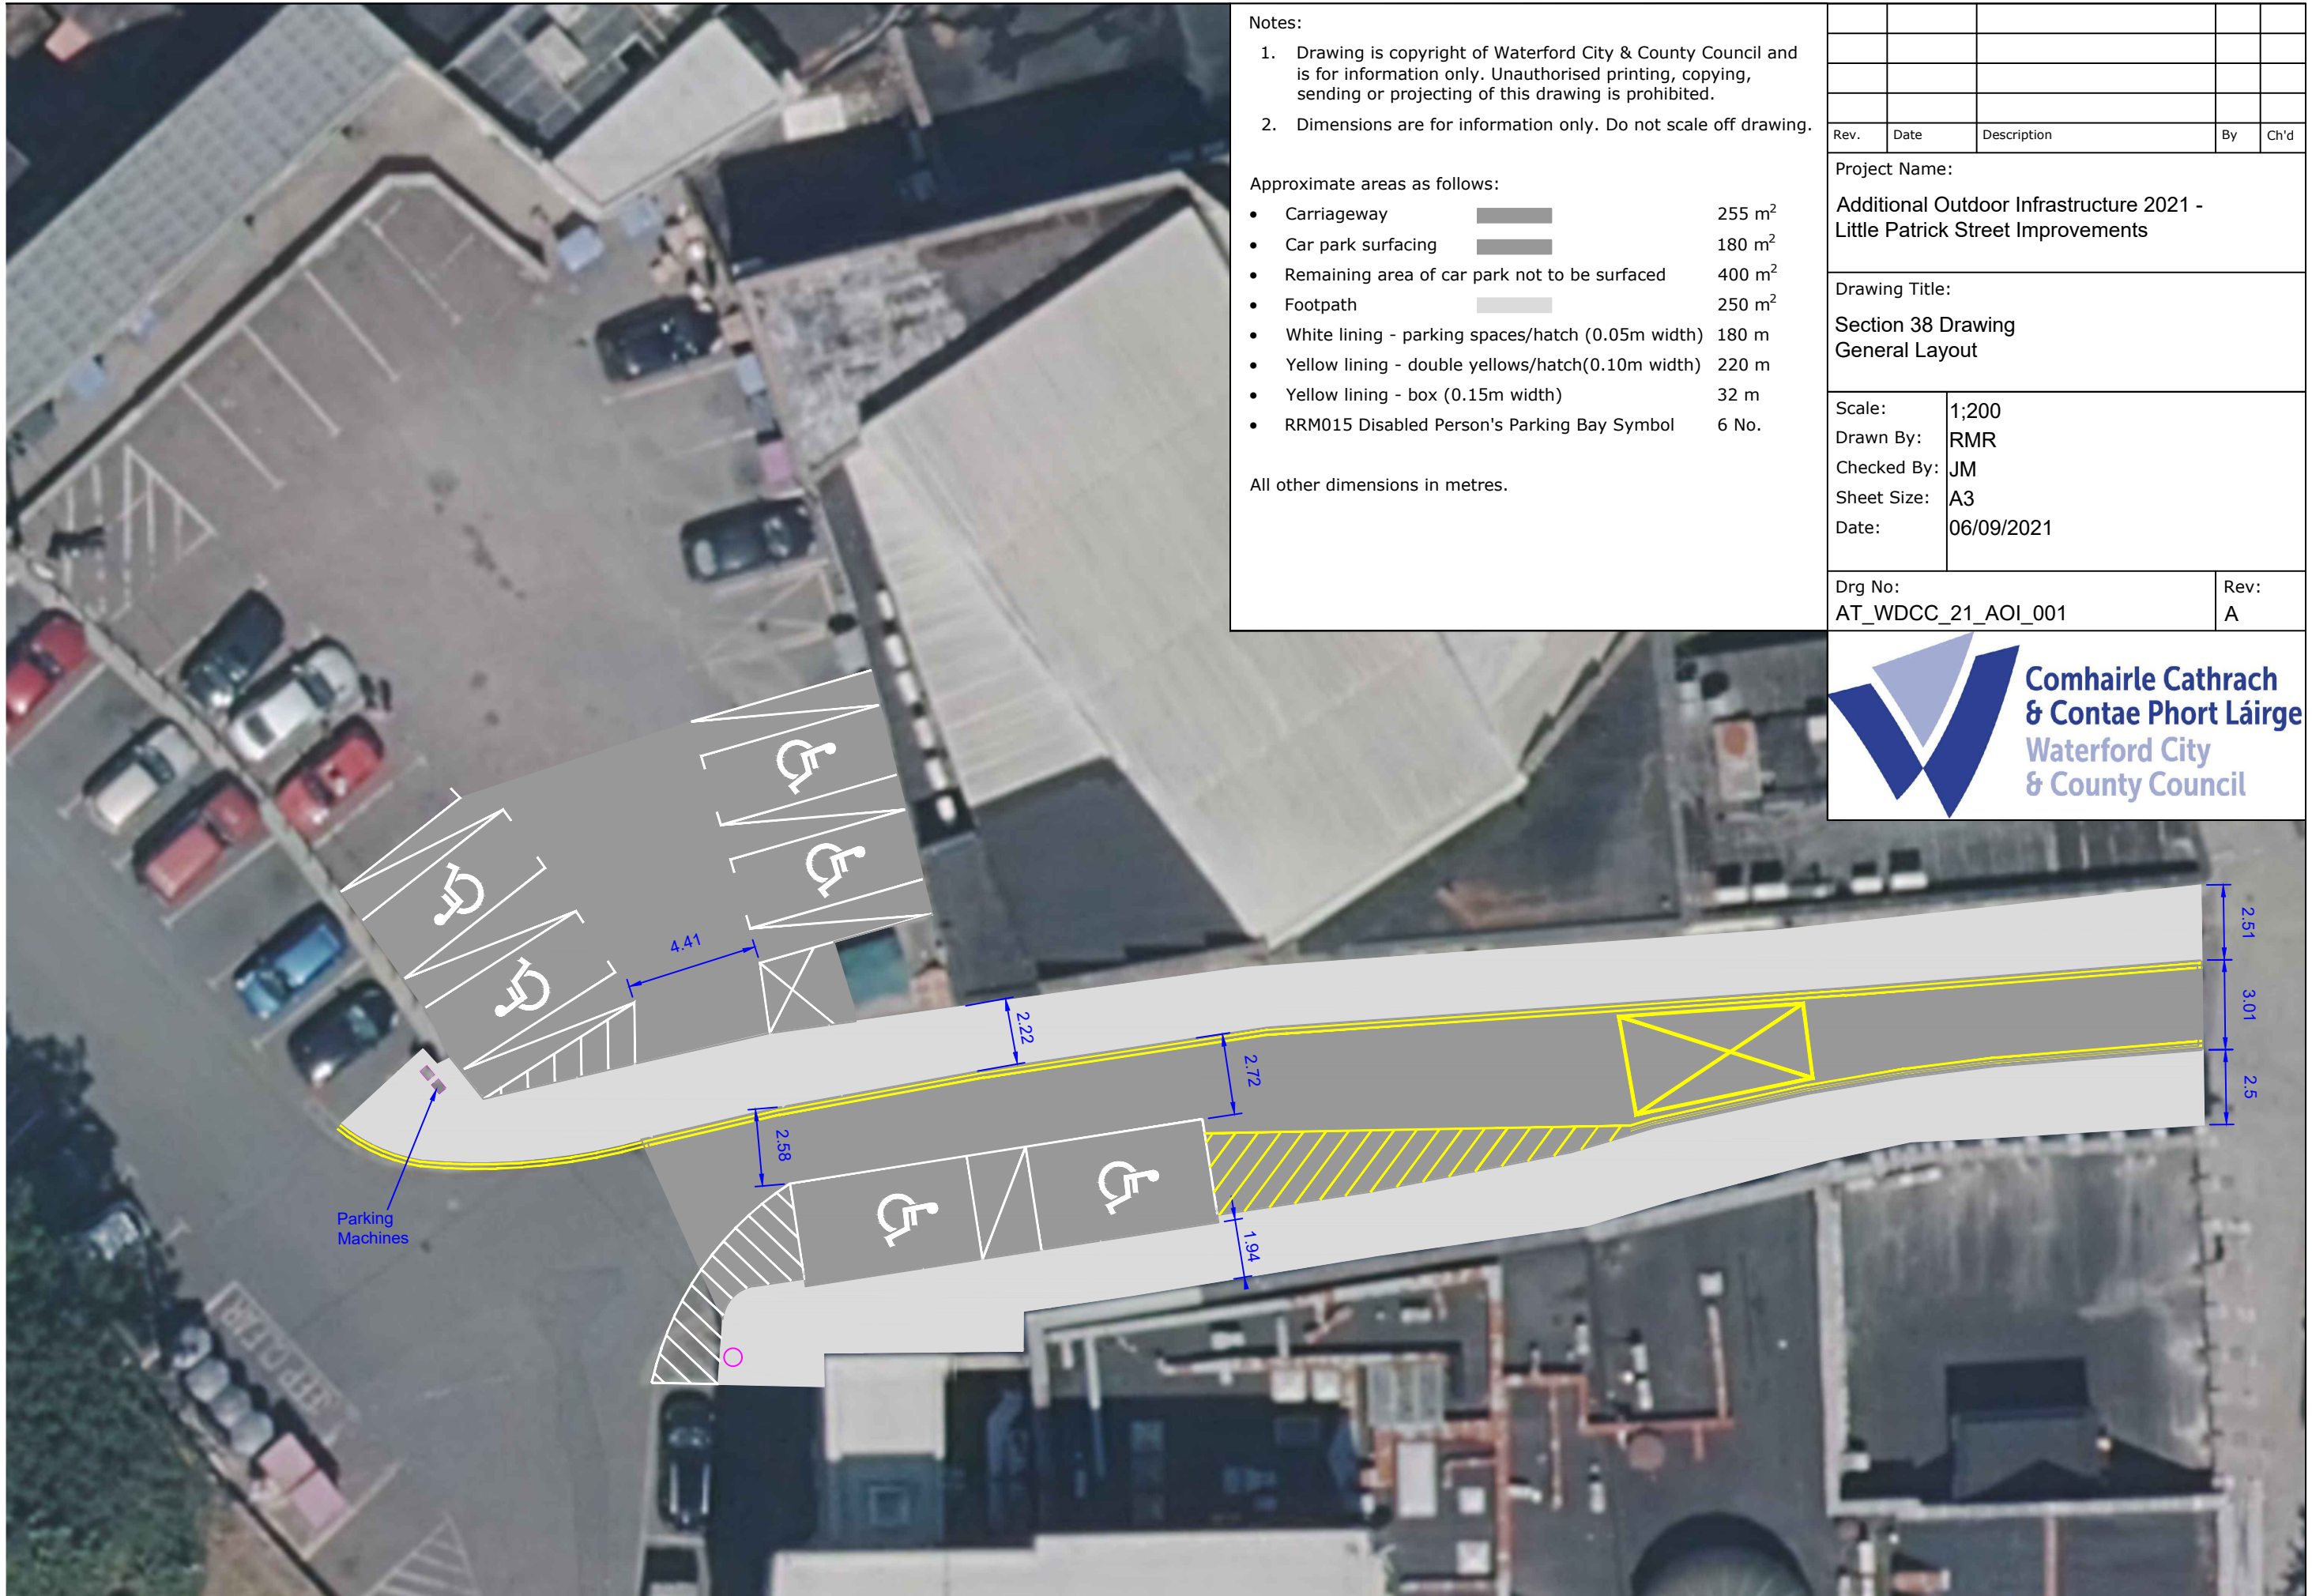 Notes:
1. Drawing is copyright of Waterford City & County Council and
is for information only. Unauthorised printing, copying,
sending or projecting of this drawing is prohibited.
2. Dimensions are for information only. Do not scale off drawing.
Approximate areas as follows:
• Carriageway 255 m²
• Car park surfacing 180 m²
• Remaining area of car park not to be surfaced 400 m²
• Footpath 250 m²
• White lining - parking spaces/hatch (0.05m width) 180 m
• Yellow lining - double yellows/hatch(0.10m width) 220 m
• Yellow lining - box (0.15m width) 32 m
• RRM015 Disabled Person's Parking Bay Symbol 6 No.
All other dimensions in metres.
Rev. Date Description By Ch'd
Project Name:
Additional Outdoor Infrastructure 2021 -
Little Patrick Street Improvements
Drawing Title:
Section 38 Drawing
General Layout
Scale: 1;200
Drawn By: RMR
Checked By: JM
Sheet Size: A3
Date: 06/09/2021
Drg No: Rev:
AT_WDCC_21_AOI_001 A
Comhairle Cathrach
& Contae Phort Láirge
Waterford City
& County Council
4.41
2.22
2.72
2.58
1.94
2.51
3.01
2.5
Parking
Machines